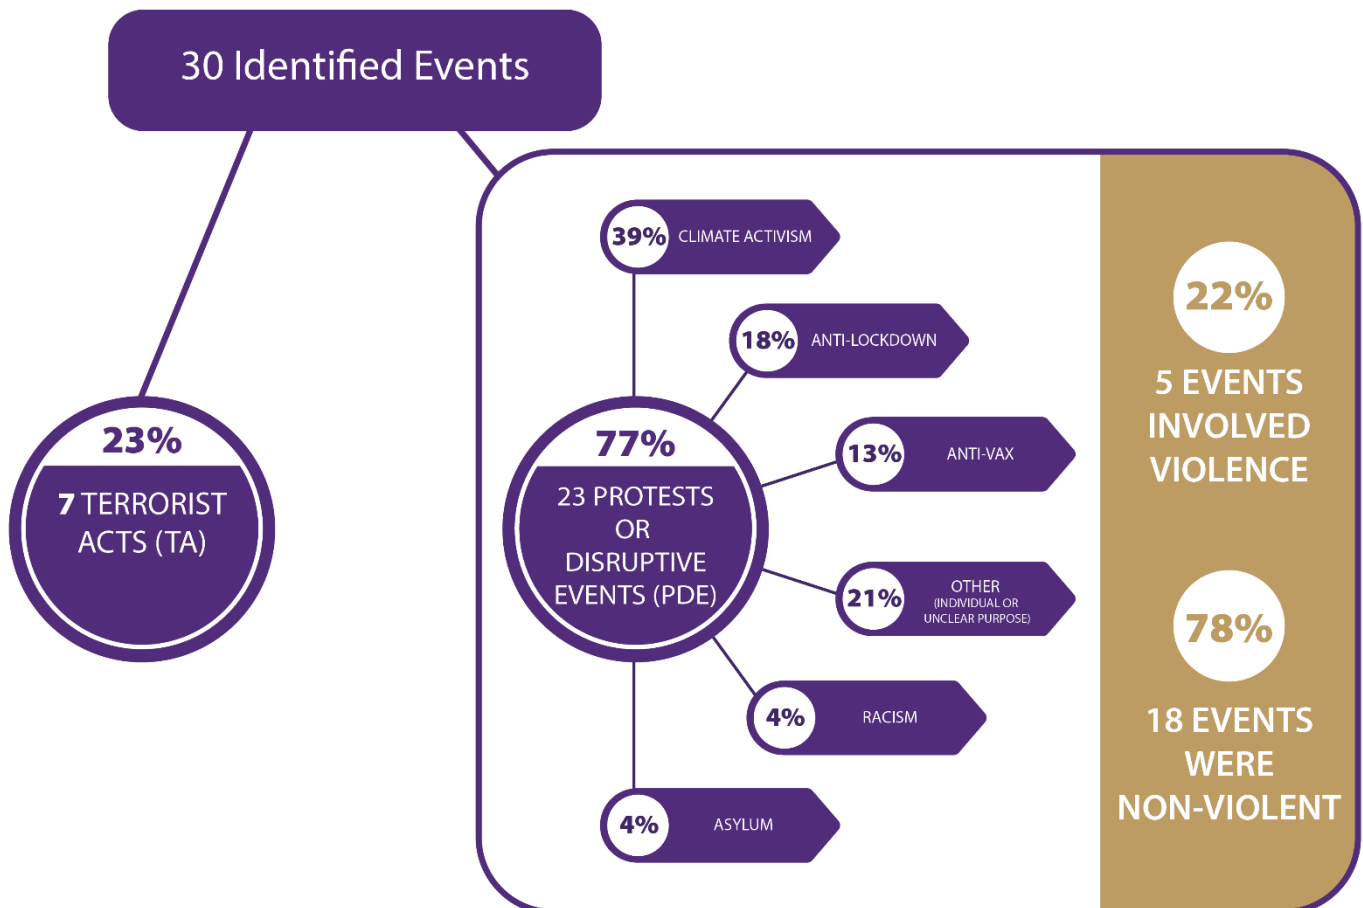 30 Identified Events
23%
7 TERRORIST
ACTS (TA)
77%
23 PROTESTS
OR
DISRUPTIVE
EVENTS (PDE)
39%
CLIMATE ACTIVISM
18%
ANTI-LOCKDOWN
13%
ANTI-VAX
21%
OTHER
(INDIVIDUAL OR
UNCLEAR PURPOSE)
4%
RACISM
4%
ASYLUM
22%
5 EVENTS
INVOLVED
VIOLENCE
78%
18 EVENTS
WERE
NON-VIOLENT